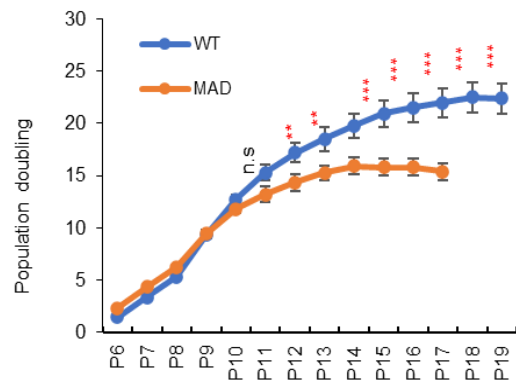 30
WT
MAD
25
20
15
10
5
0
Population doubling
n.s
**
**
***
***
***
***
***
P6
P7
P8
P9
P10
P11
P12
P13
P14
P15
P16
P17
P18
P19